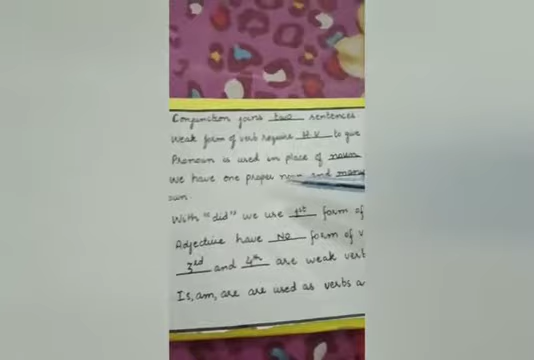 Conjunction joins two sentences.
Weak form of verb requires H.V to give
Pronoun is used in place of noun
We have one proper noun and many
oun.
With "did" we use 1st form of
Adjective have No form of v
3rd and 4th are weak verb
Is, am, are are used as verbs a